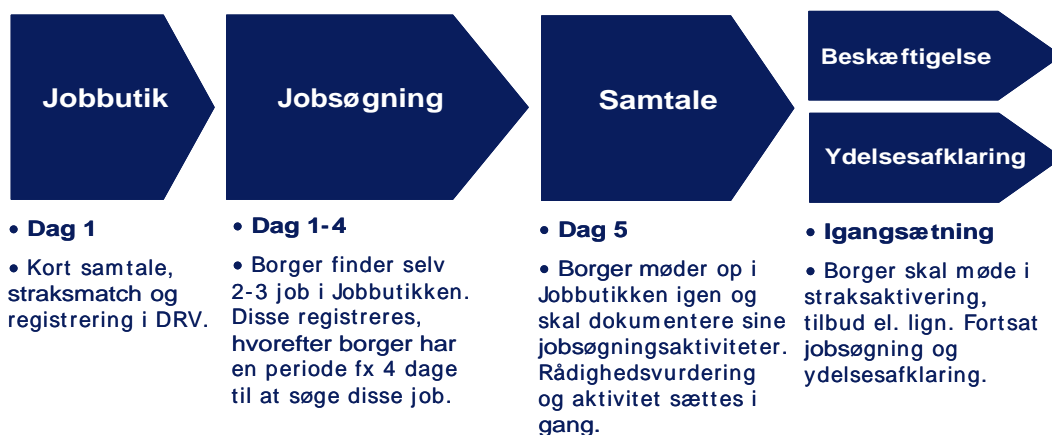 Jobbutik
Jobsøgning
Samtale
Beskæftigelse
Ydelsesafklaring
• Dag 1
• Kort samtale,
straksmatch og
registrering i DRV.
• Dag 1-4
• Borger finder selv
2-3 job i Jobbutikken.
Disse registreres,
hvorefter borger har
en periode fx 4 dage
til at søge disse job.
• Dag 5
• Borger møder op i
Jobbutikken igen og
skal dokumentere sine
jobsøgningsaktiviteter.
Rådighedsvurdering
og aktivitet sættes i
gang.
• Igangsætning
• Borger skal møde i
straksaktivering,
tilbud el. lign. Fortsat
jobsøgning og
ydelsesafklaring.